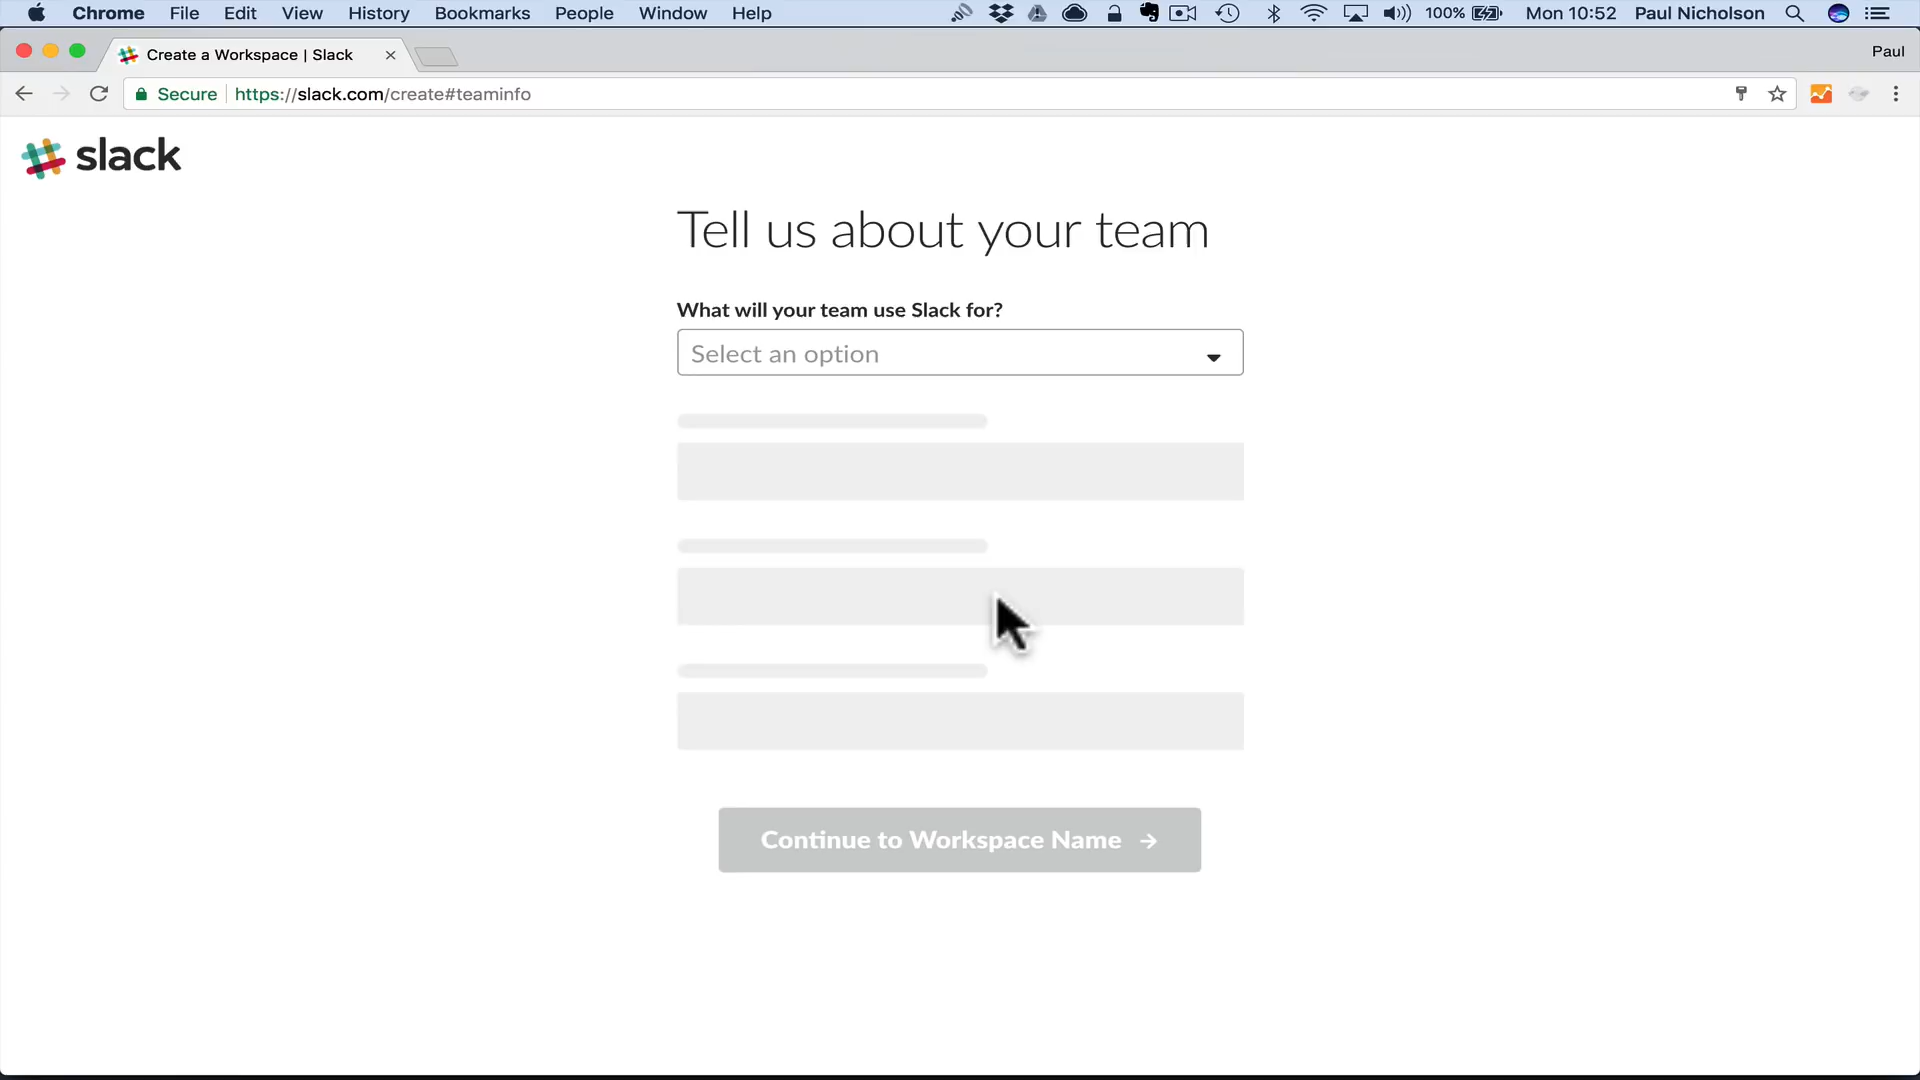 Chrome File Edit View History Bookmarks People Window Help 100% Mon 10:52 Paul Nicholson
Create a Workspace | Slack Paul
Secure https://slack.com/create#teaminfo
slack
Tell us about your team
What will your team use Slack for?
Select an option
Continue to Workspace Name →